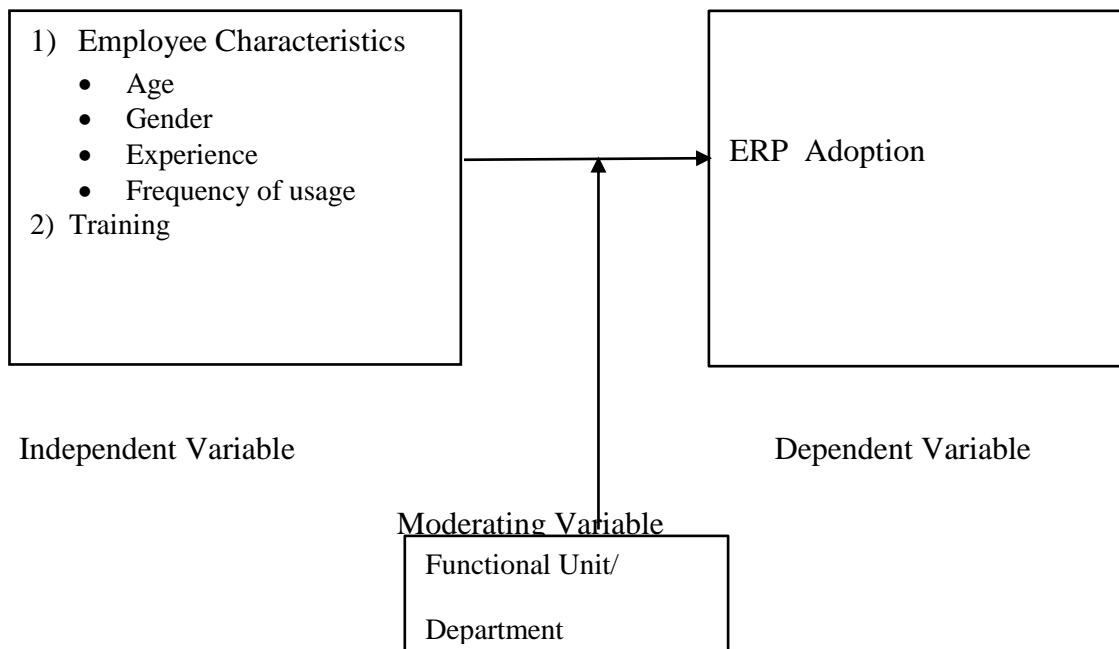 1) Employee Characteristics
• Age
• Gender
• Experience
• Frequency of usage
2) Training
ERP Adoption
Independent Variable
Dependent Variable
Moderating Variable
Functional Unit/
Department